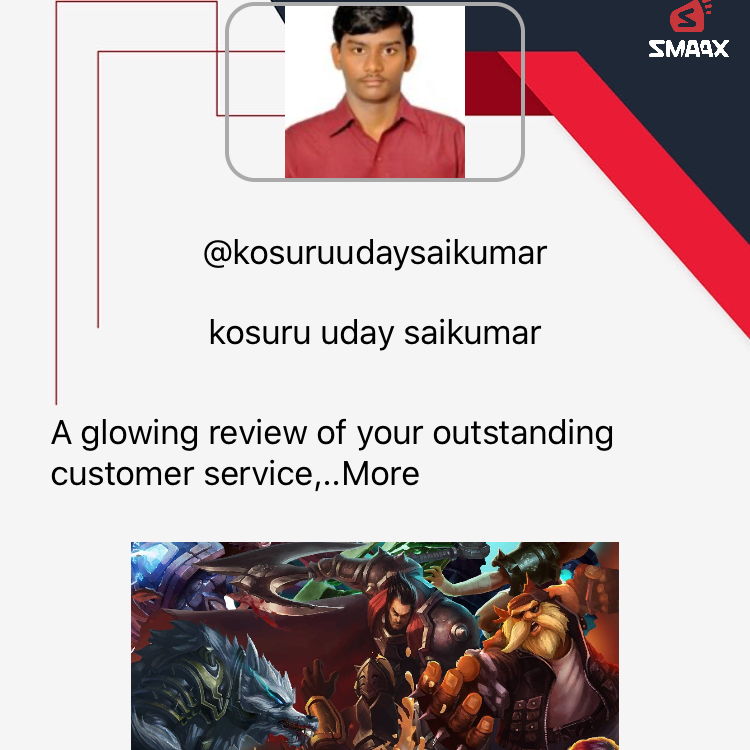 SMAAX
@kosuruudaysaikumar
kosuru uday saikumar
A glowing review of your outstanding
customer service,..More